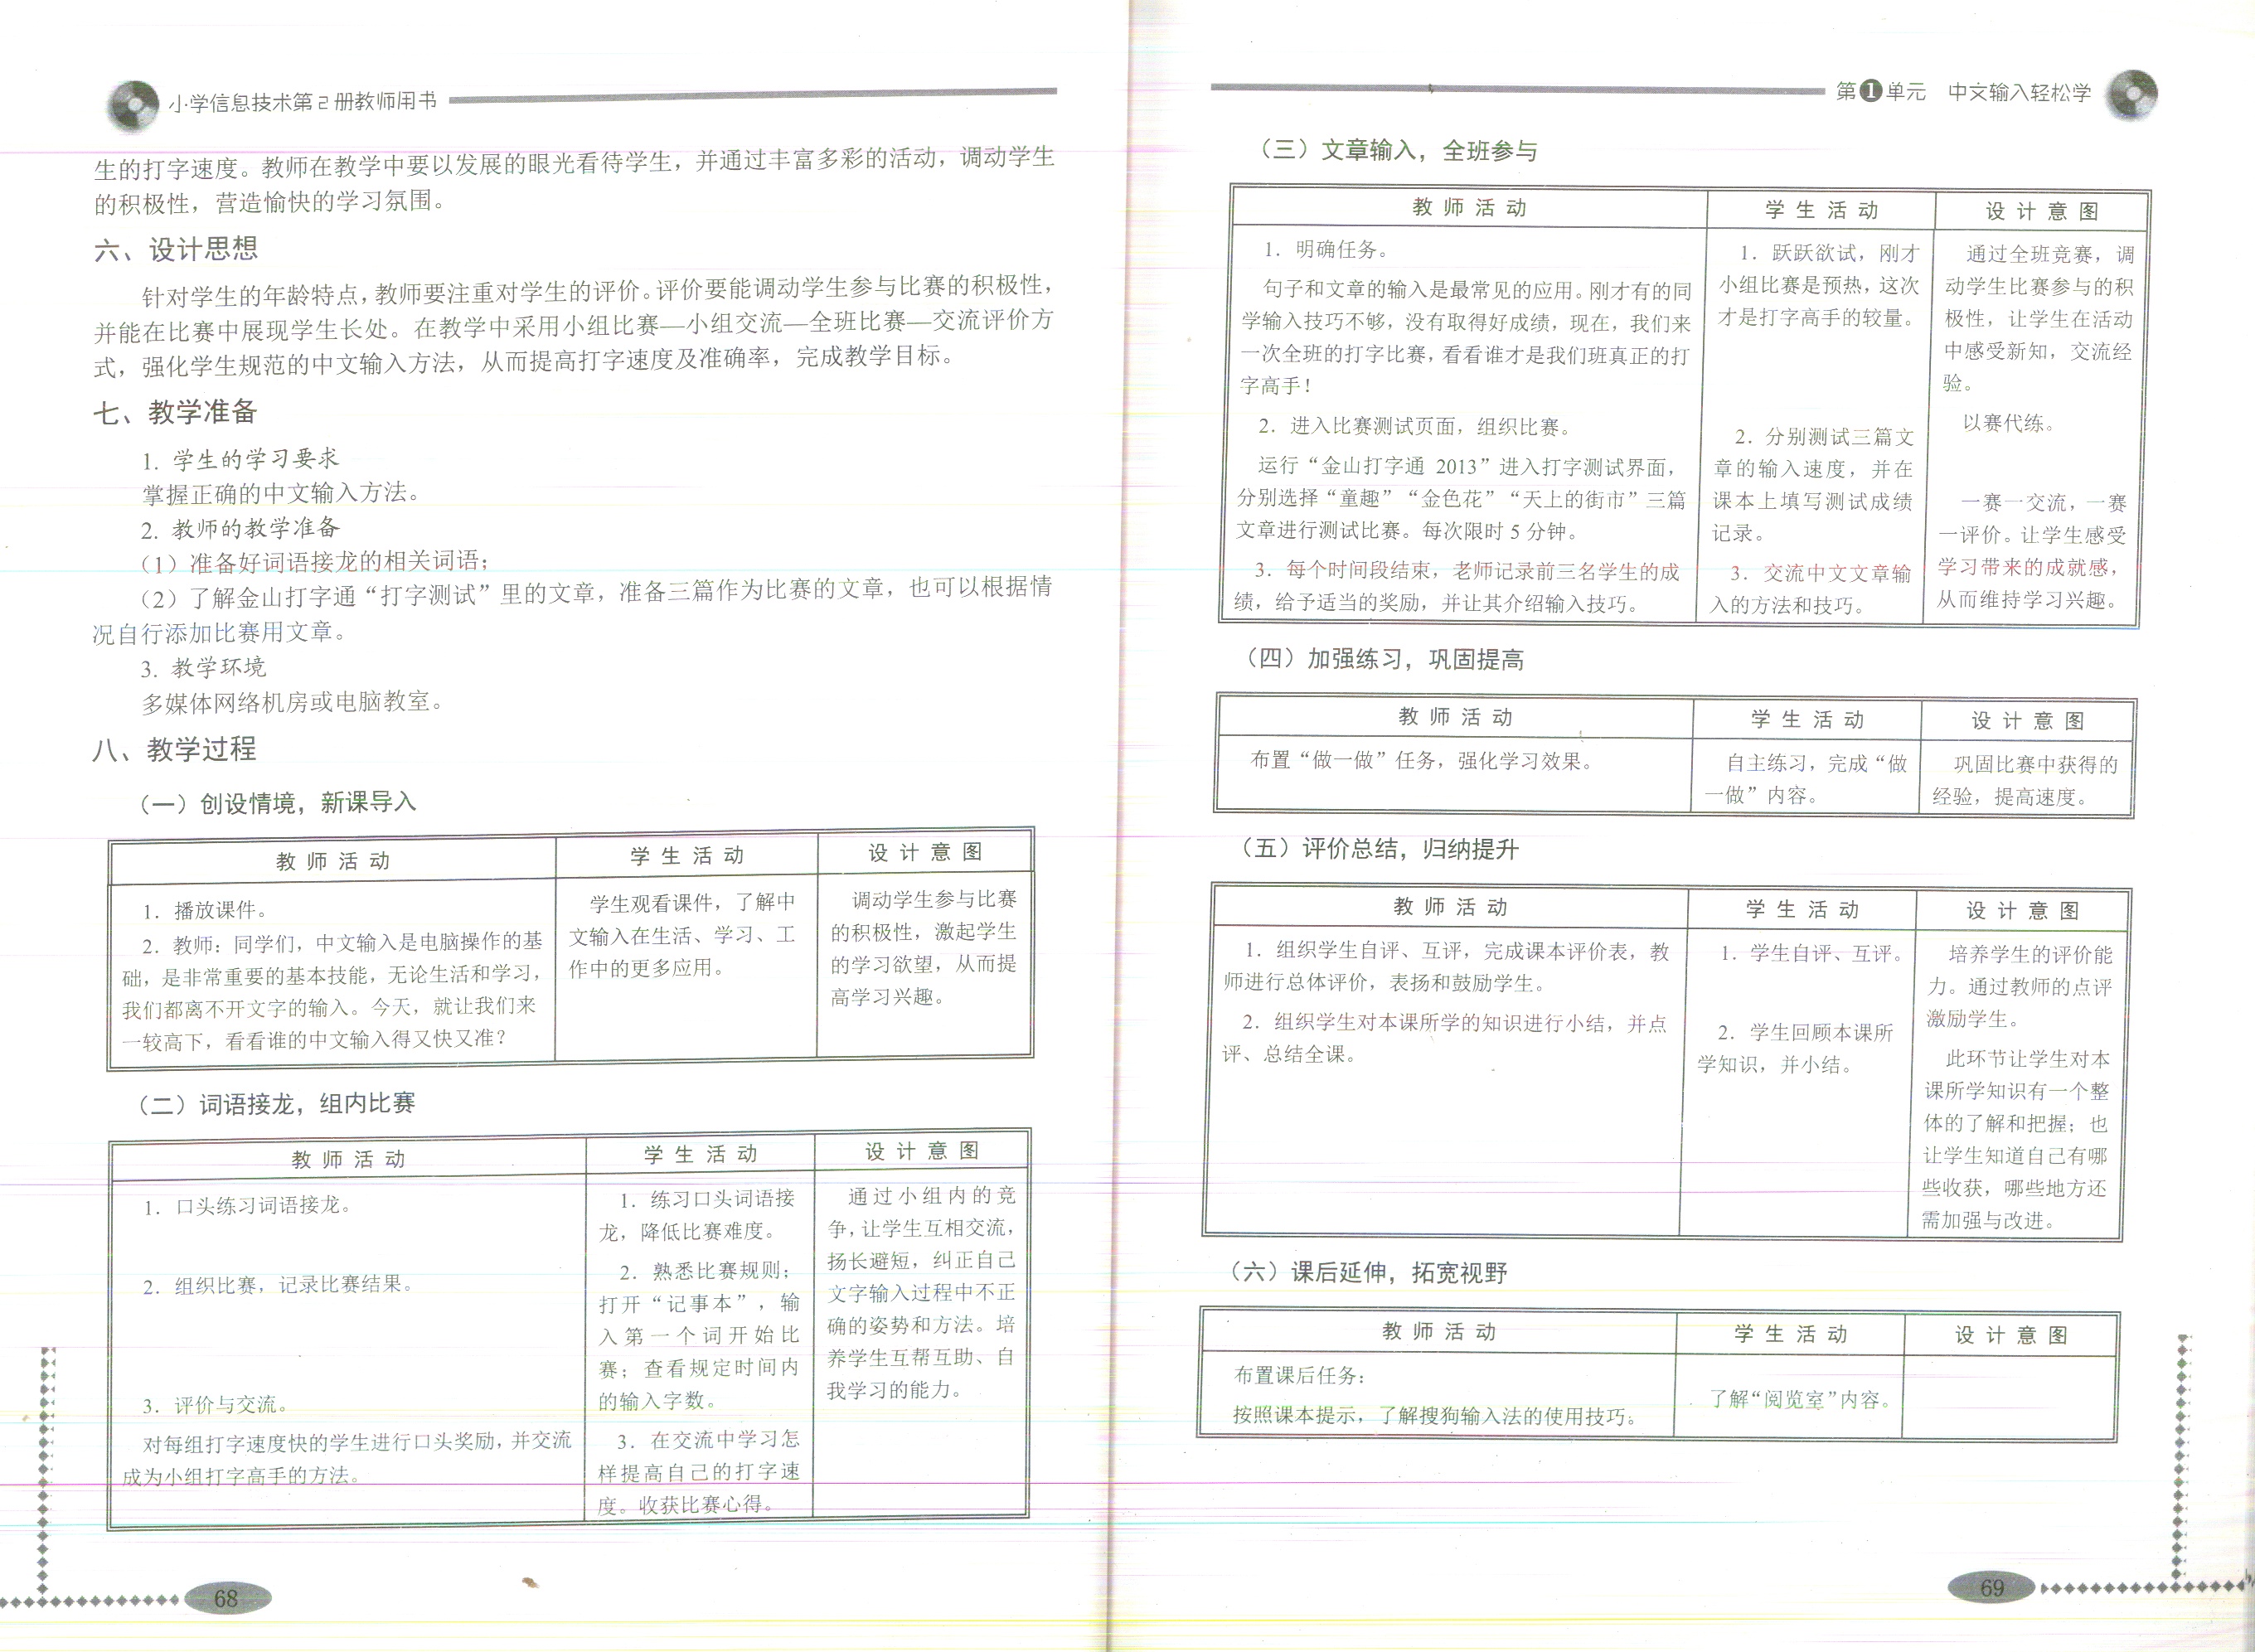 小学信息技术第2册教师用书
生的打字速度。教师在教学中要以发展的眼光看待学生，并通过丰富多彩的活动，调动学生
的积极性，营造愉快的学习氛围。
六、设计思想
针对学生的年龄特点，教师要注重对学生的评价。评价要能调动学生参与比赛的积极性，
并能在比赛中展现学生长处。在教学中采用小组比赛—小组交流—全班比赛—交流评价方
式，强化学生规范的中文输入方法，从而提高打字速度及准确率，完成教学目标。
七、教学准备
1. 学生的学习要求
掌握正确的中文输入方法。
2. 教师的教学准备
（1）准备好词语接龙的相关词语；
（2）了解金山打字通“打字测试”里的文章，准备三篇作为比赛的文章，也可以根据情
况自行添加比赛用文章。
3. 教学环境
多媒体网络机房或电脑教室。
八、教学过程
（一）创设情境，新课导入
教 师 活 动
学 生 活 动
设 计 意 图
1. 播放课件。
2. 教师：同学们，中文输入是电脑操作的基
础，是非常重要的基本技能，无论生活和学习，
我们都离不开文字的输入。今天，就让我们来
一较高下，看看谁的中文输入得又快又准？
学生观看课件，了解中
文输入在生活、学习、工
作中的更多应用。
调动学生参与比赛
的积极性，激起学生
的学习欲望，从而提
高学习兴趣。
（二）词语接龙，组内比赛
教 师 活 动
学 生 活 动
设 计 意 图
1. 口头练习词语接龙。
2. 组织比赛，记录比赛结果。
3. 评价与交流。
对每组打字速度快的学生进行口头奖励，并交流
成为小组打字高手的方法。
1. 练习口头词语接
龙，降低比赛难度。
2. 熟悉比赛规则；
打开“记事本”，输
入第一个词开始比
赛；查看规定时间内
的输入字数。
3. 在交流中学习怎
样提高自己的打字速
度。收获比赛心得。
通过小组内的竞
争，让学生互相交流，
扬长避短，纠正自己
文字输入过程中不正
确的姿势和方法。培
养学生互帮互助、自
我学习的能力。
68
第1单元 中文输入轻松学
（三）文章输入，全班参与
教 师 活 动
学 生 活 动
设 计 意 图
1. 明确任务。
句子和文章的输入是最常见的应用。刚才有的同
学输入技巧不够，没有取得好成绩，现在，我们来
一次全班的打字比赛，看看谁才是我们班真正的打
字高手！
2. 进入比赛测试页面，组织比赛。
运行“金山打字通 2013”进入打字测试界面，
分别选择“童趣”“金色花”“天上的街市”三篇
文章进行测试比赛。每次限时 5 分钟。
3. 每个时间段结束，老师记录前三名学生的成
绩，给予适当的奖励，并让其介绍输入技巧。
1. 跃跃欲试，刚才
小组比赛是预热，这次
才是打字高手的较量。
2. 分别测试三篇文
章的输入速度，并在
课本上填写测试成绩
记录。
3. 交流中文文章输
入的方法和技巧。
通过全班竞赛，调
动学生比赛参与的积
极性，让学生在活动
中感受新知，交流经
验。
以赛代练。
一赛一交流，一赛
一评价。让学生感受
学习带来的成就感，
从而维持学习兴趣。
（四）加强练习，巩固提高
教 师 活 动
学 生 活 动
设 计 意 图
布置“做一做”任务，强化学习效果。
自主练习，完成“做
一做”内容。
巩固比赛中获得的
经验，提高速度。
（五）评价总结，归纳提升
教 师 活 动
学 生 活 动
设 计 意 图
1. 组织学生自评、互评，完成课本评价表，教
师进行总体评价，表扬和鼓励学生。
2. 组织学生对本课所学的知识进行小结，并点
评、总结全课。
1. 学生自评、互评。
2. 学生回顾本课所
学知识，并小结。
培养学生的评价能
力。通过教师的点评
激励学生。
此环节让学生对本
课所学知识有一个整
体的了解和把握；也
让学生知道自己有哪
些收获，哪些地方还
需加强与改进。
（六）课后延伸，拓宽视野
教 师 活 动
学 生 活 动
设 计 意 图
布置课后任务：
按照课本提示，了解搜狗输入法的使用技巧。
了解“阅览室”内容。
69